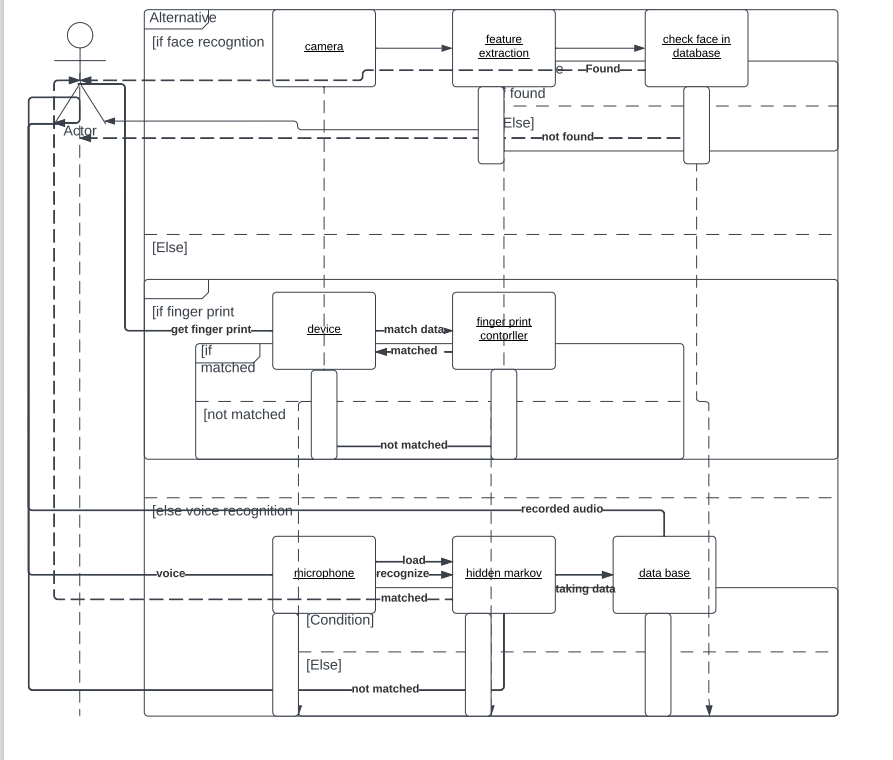 Alternative
[if face recogntion
camera
feature
extraction
check face in
database
Found
f found
Else]
not found
Actor
[Else]
[if finger print
get finger print
device
match data
finger print
contorller
matched
[if
matched
[not matched
not matched
[else voice recognition
recorded audio
voice
microphone
load
recognize
hidden markov
taking data
data base
matched
[Condition]
[Else]
not matched